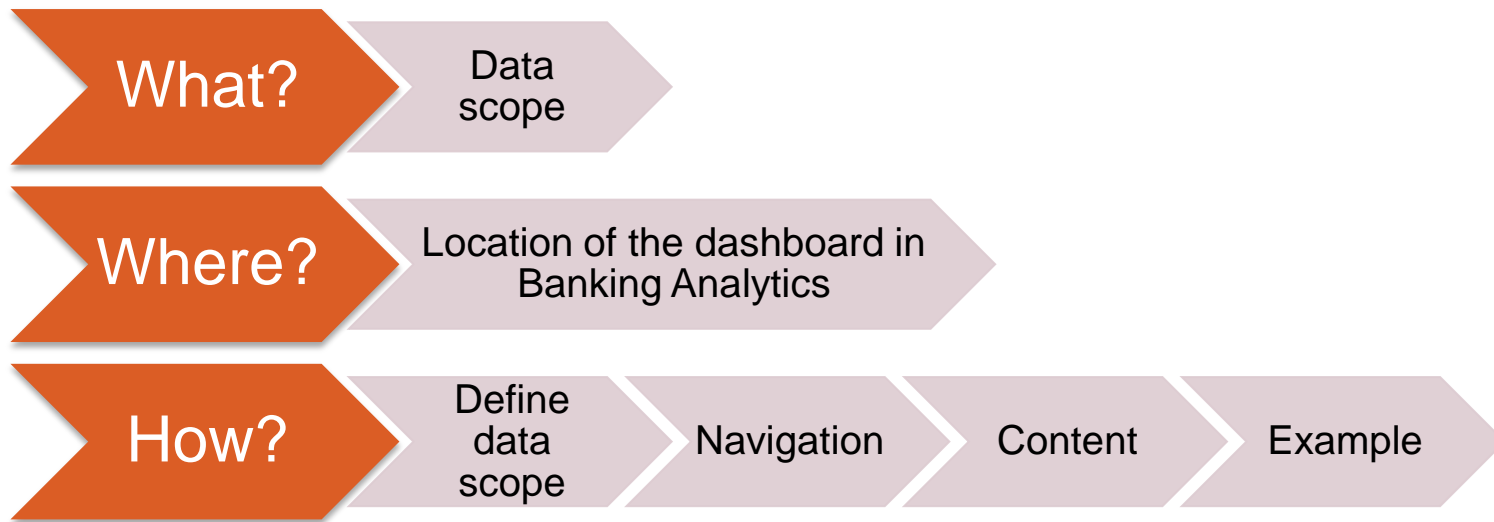 What?
Data
scope
Where?
Location of the dashboard in
Banking Analytics
How?
Define
data
scope
Navigation
Content
Example